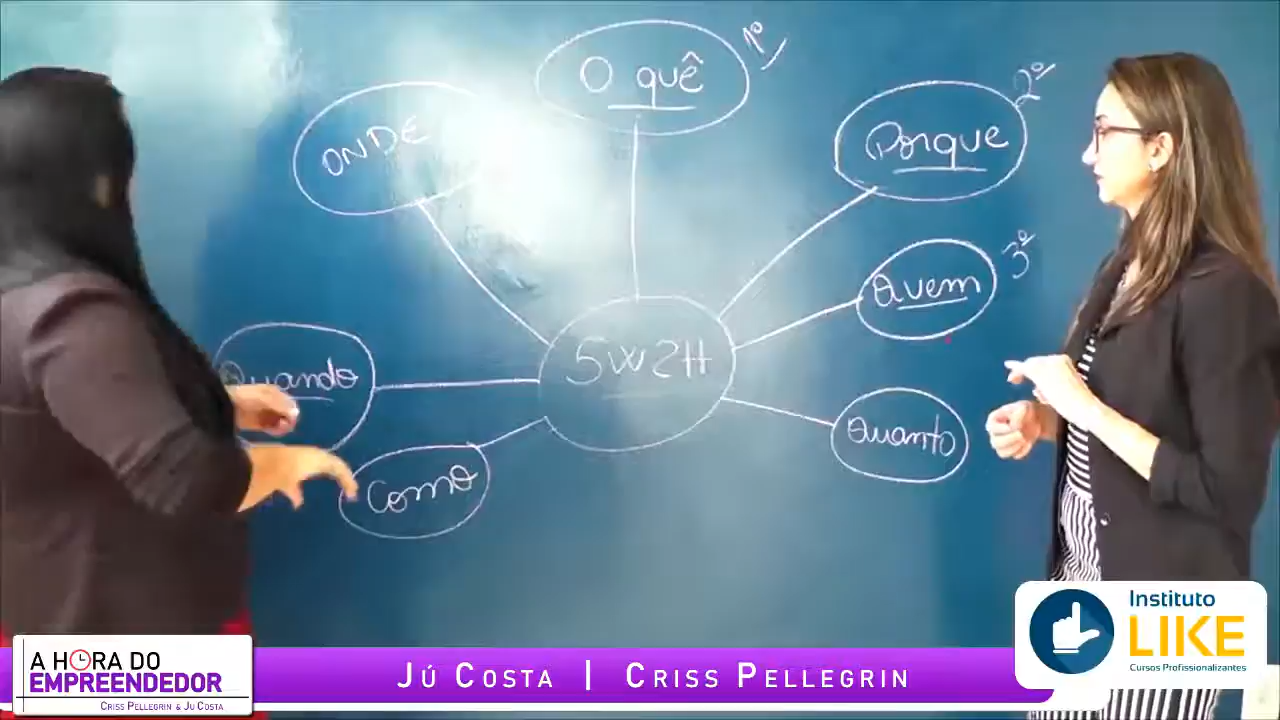 O quê
1º
ONDE
Porque
2º
Quem
3º
5W2H
Quando
Quanto
Como
A HORA DO
EMPREENDEDOR
CRISS PELLEGRIN & JU COSTA
JÚ COSTA | CRISS PELLEGRIN
Instituto
LIKE
Cursos Profissionalizantes